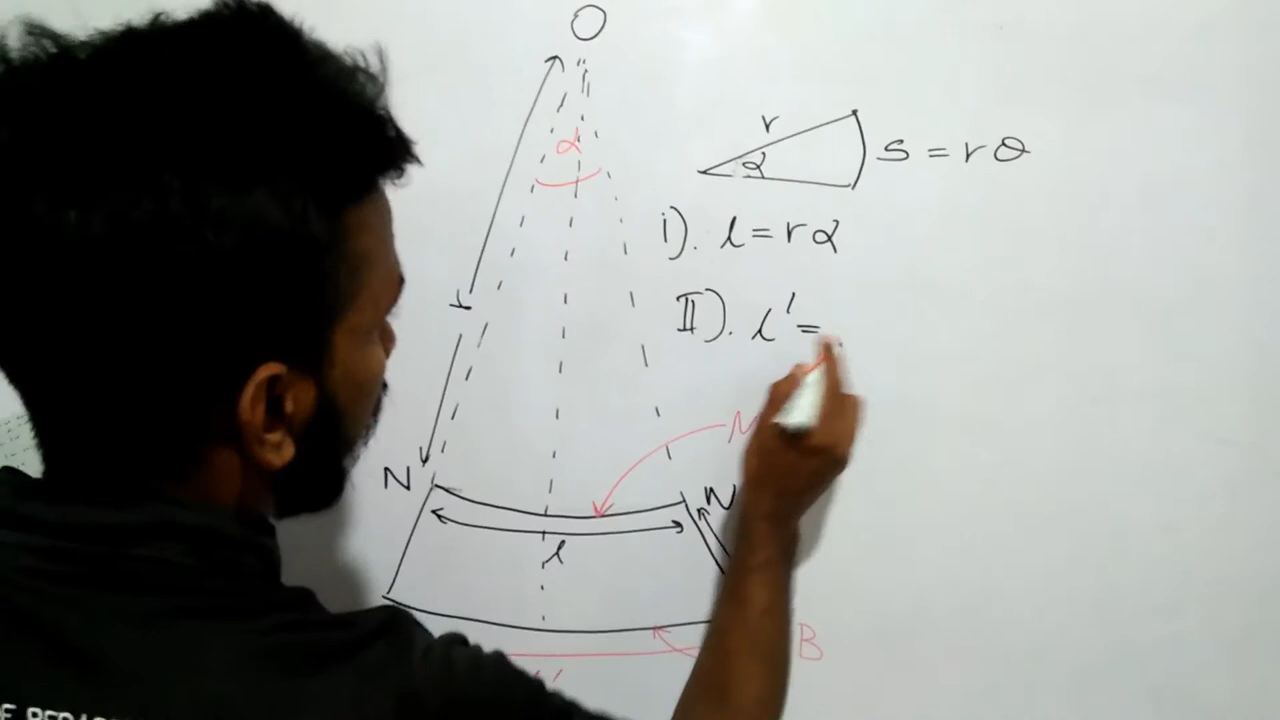 O
α
r
α
S = rθ
i). l = rα
II). l' =
N
N
l
B